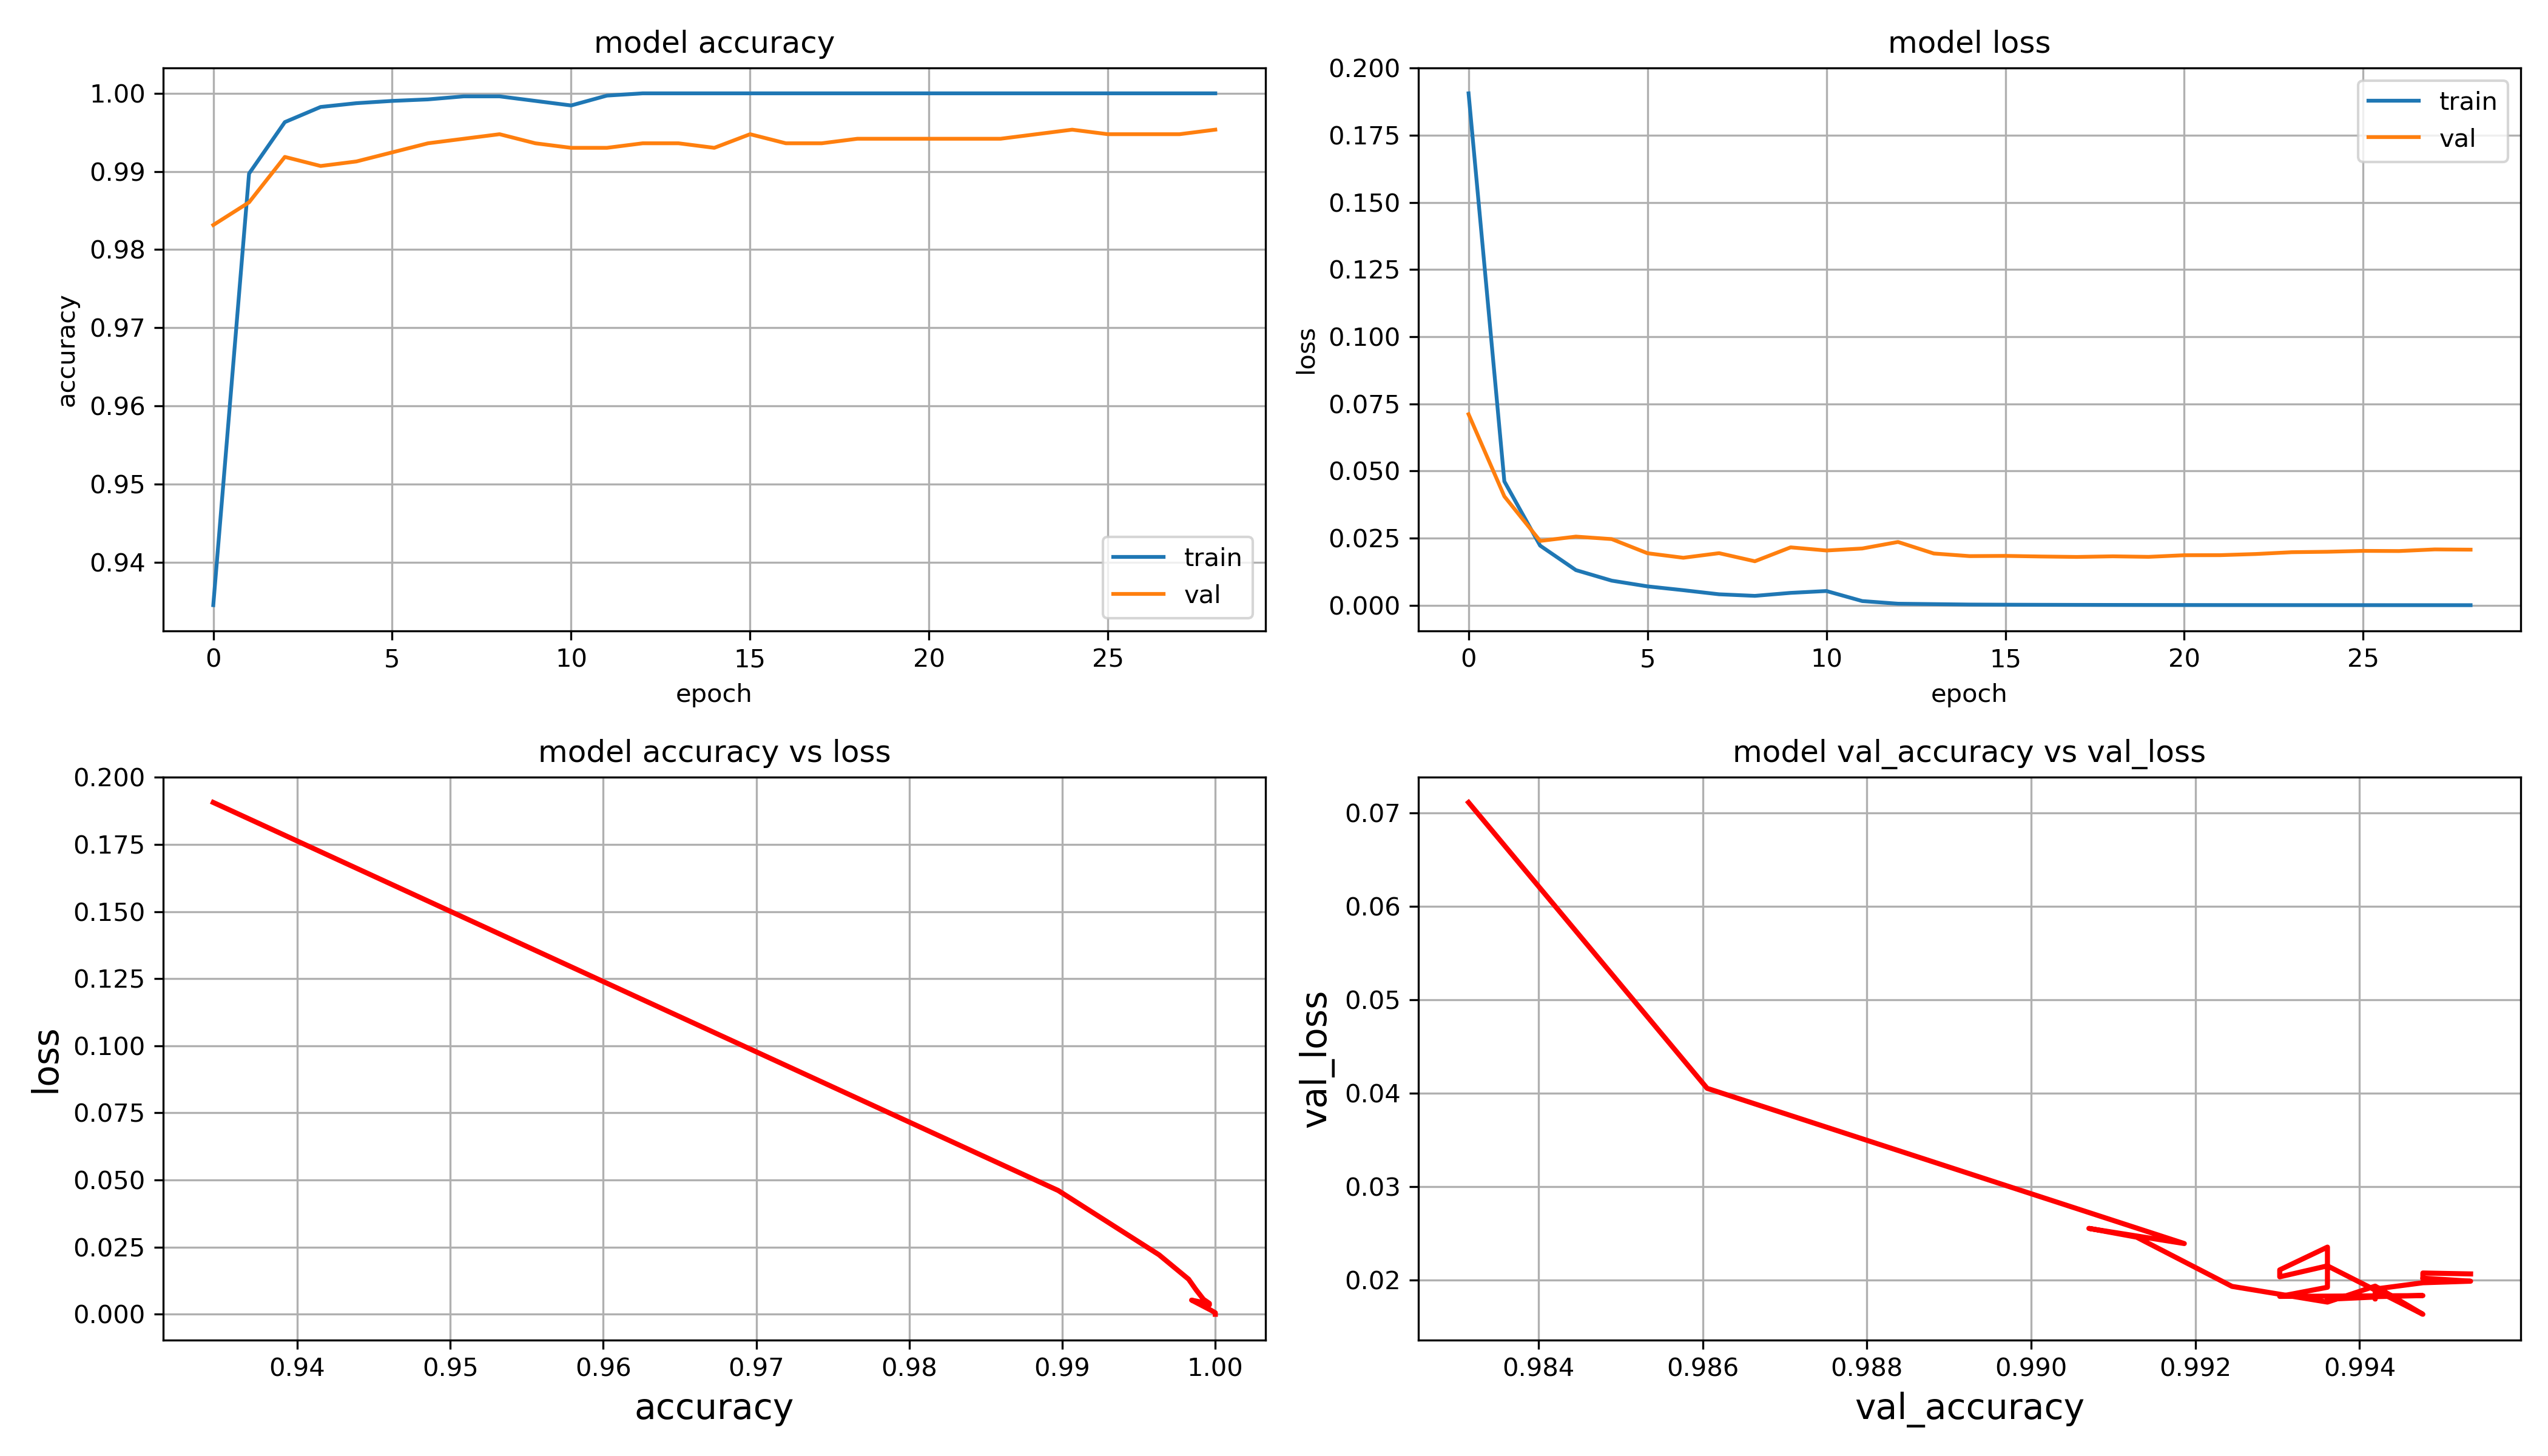 model accuracy
1.00
0.99
0.98
0.97
0.96
0.95
0.94
accuracy
train
val
0 5 10 15 20 25
epoch
model loss
0.200
0.175
0.150
0.125
0.100
0.075
0.050
0.025
0.000
loss
train
val
0 5 10 15 20 25
epoch
model accuracy vs loss
0.200
0.175
0.150
0.125
0.100
0.075
0.050
0.025
0.000
loss
0.94 0.95 0.96 0.97 0.98 0.99 1.00
accuracy
model val_accuracy vs val_loss
0.07
0.06
0.05
0.04
0.03
0.02
val_loss
0.984 0.986 0.988 0.990 0.992 0.994
val_accuracy